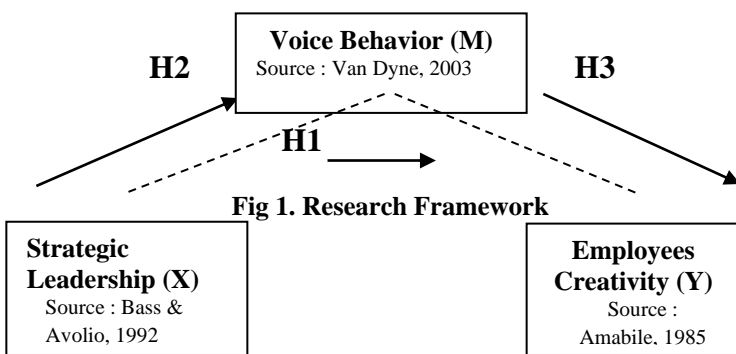 Voice Behavior (M)
Source : Van Dyne, 2003
H2
H3
H1
Fig 1. Research Framework
Strategic
Leadership (X)
Source : Bass &
Avolio, 1992
Employees
Creativity (Y)
Source :
Amabile, 1985